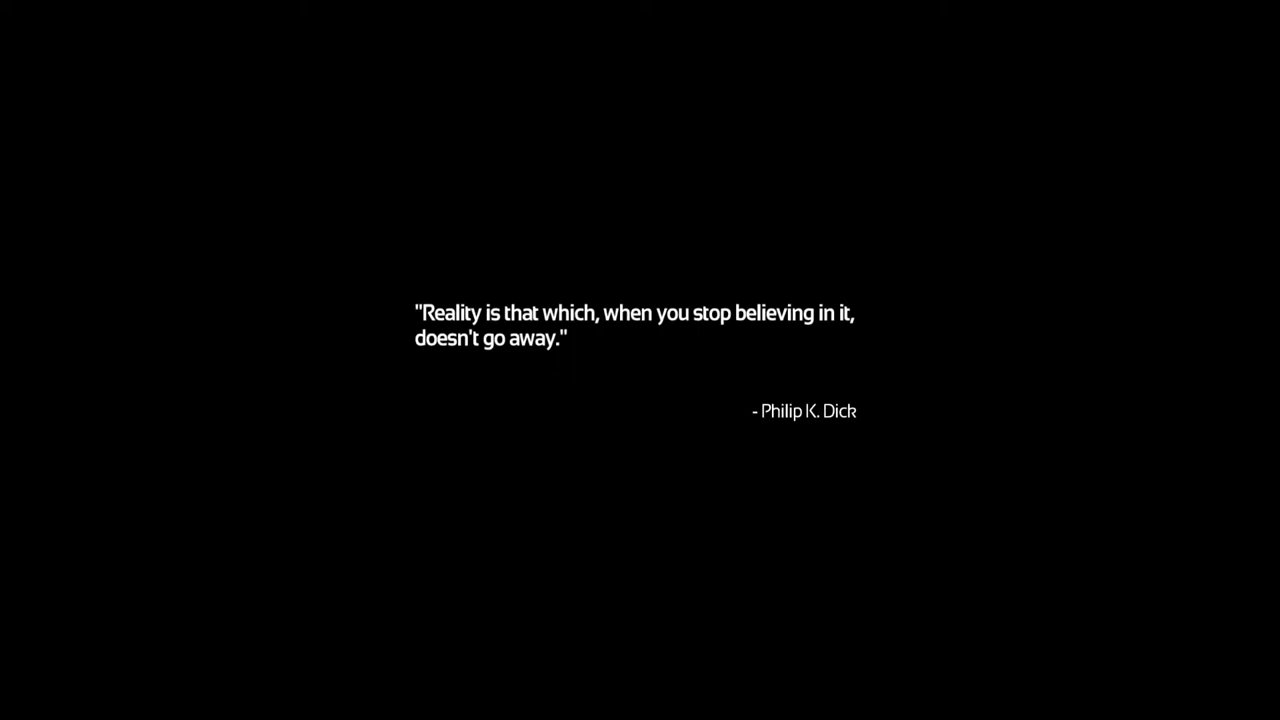 "Reality is that which, when you stop believing in it,
doesn't go away."
- Philip K. Dick